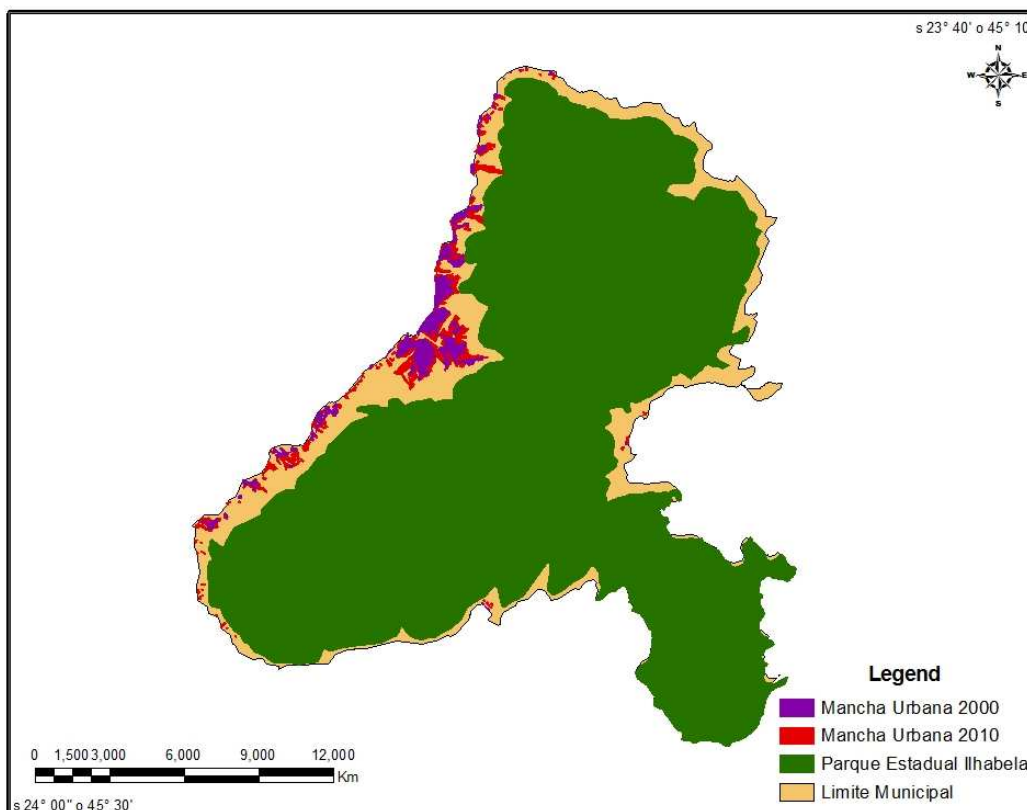 s 23° 40' o 45° 10
N
W E
S
Legend
Mancha Urbana 2000
Mancha Urbana 2010
Parque Estadual Ilhabela
Limite Municipal
0 1,500 3,000 6,000 9,000 12,000
Km
s 24° 00'' o 45° 30'